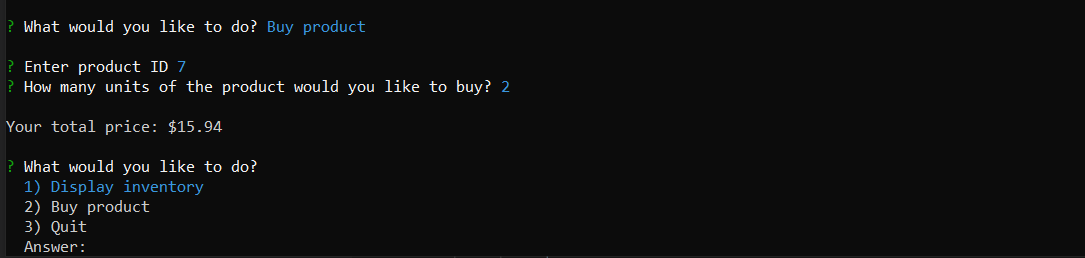 ? What would you like to do? Buy product
? Enter product ID 7
? How many units of the product would you like to buy? 2
Your total price: $15.94
? What would you like to do?
1) Display inventory
2) Buy product
3) Quit
Answer: